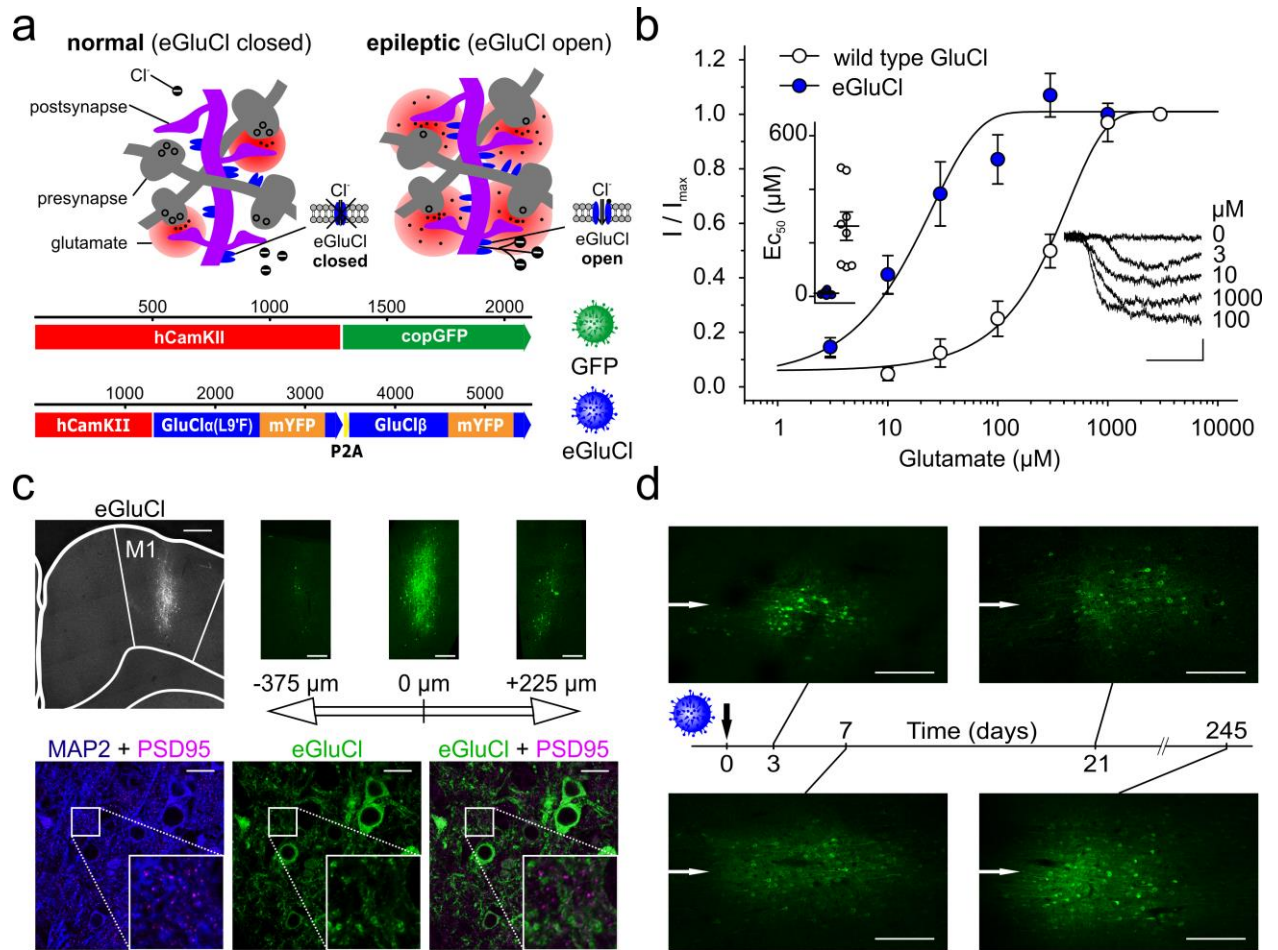 a
normal (eGluCl closed)
epileptic (eGluCl open)
Cl-
postsynapse
presynapse
glutamate
eGluCl
closed
Cl-
eGluCl
open
500 1000 1500 2000
hCamKII copGFP
GFP
1000 2000 3000 4000 5000
hCamKII GluClα(L9'F) mYFP GluClβ mYFP
P2A
eGluCl
b
wild type GluCl
eGluCl
I / Imax
1.2
1.0
0.8
0.6
0.4
0.2
0.0
600
0
Ec50 (µM)
µM
0
3
10
1000
100
1 10 100 1000 10000
Glutamate (µM)
c
eGluCl
M1
-375 µm 0 µm +225 µm
MAP2 + PSD95
eGluCl
eGluCl + PSD95
d
7 Time (days) 245
0 3 21